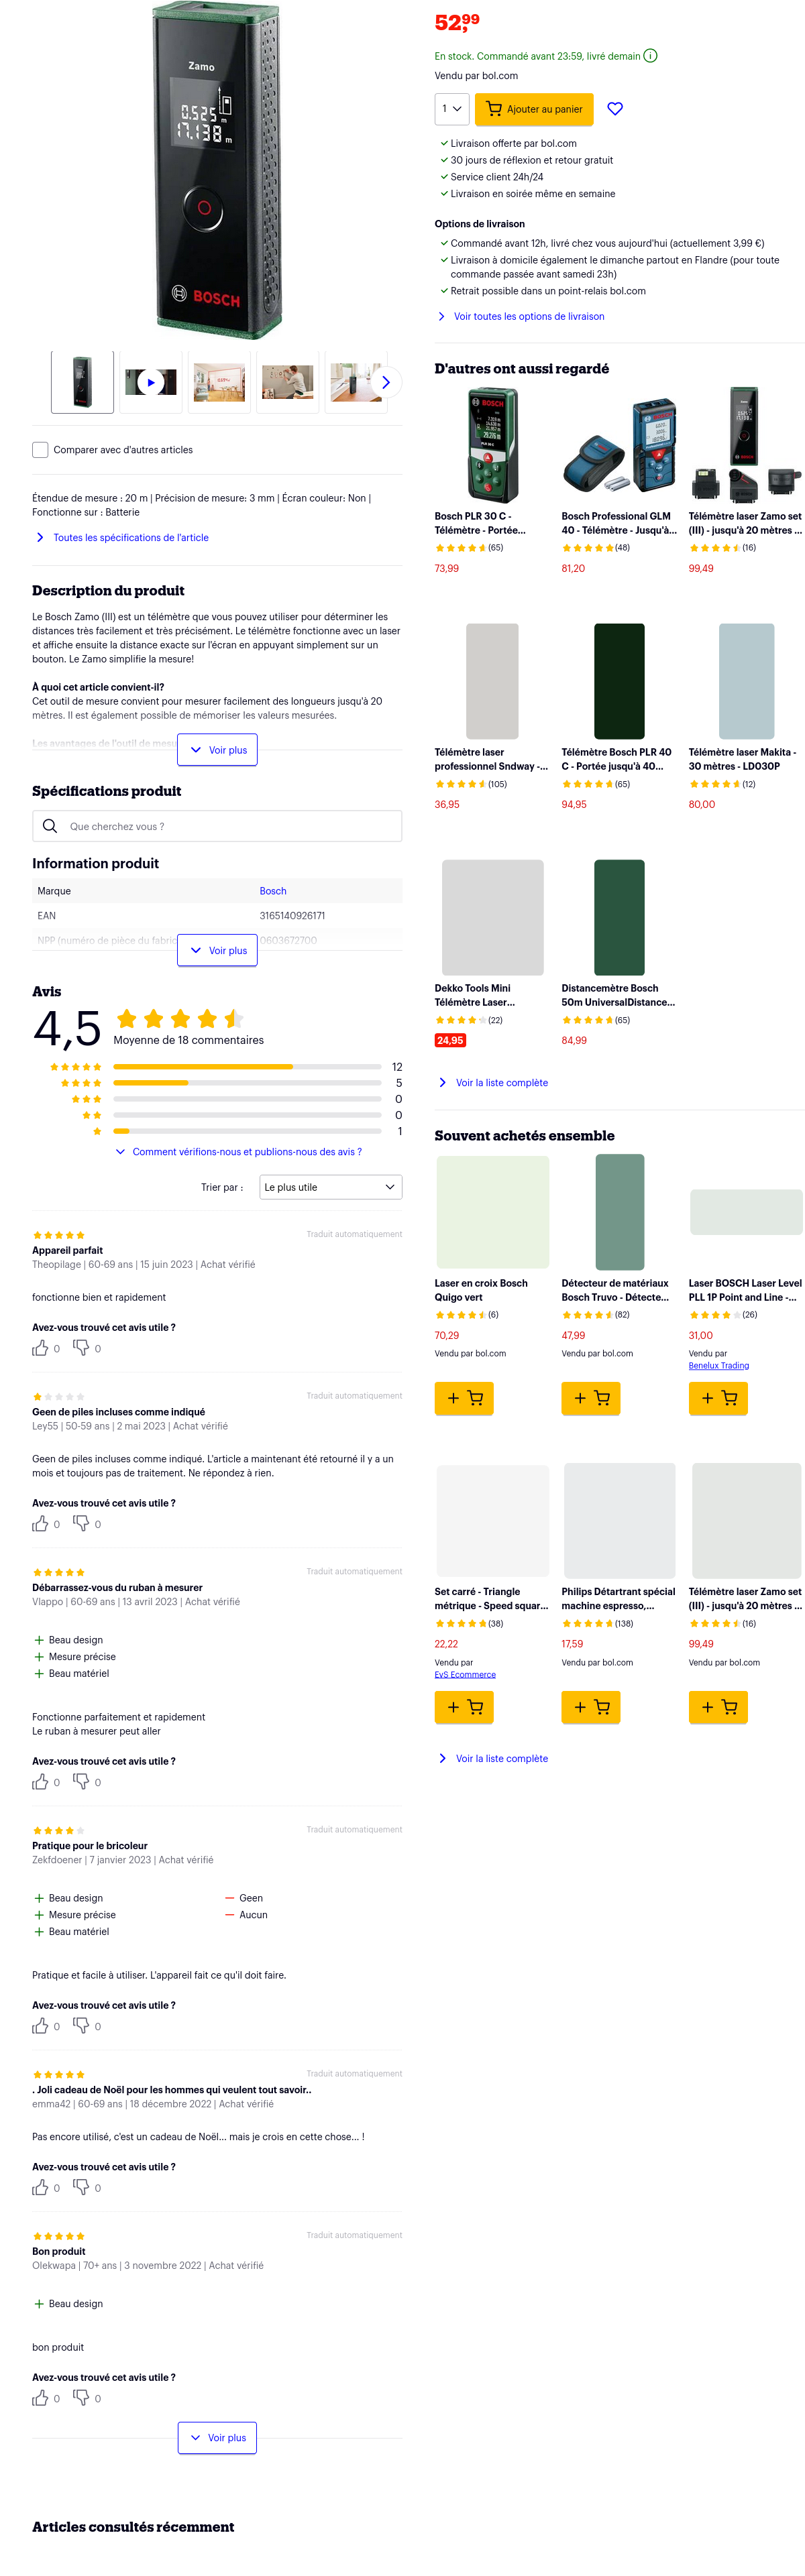 Zamo
0.525 m
17.138 m
BOSCH
Comparer avec d'autres articles
Étendue de mesure : 20 m | Précision de mesure: 3 mm | Écran couleur: Non |
Fonctionne sur : Batterie
Toutes les spécifications de l'article
Description du produit
Le Bosch Zamo (III) est un télémètre que vous pouvez utiliser pour déterminer les
distances très facilement et très précisément. Le télémètre fonctionne avec un laser
et affiche ensuite la distance exacte sur l'écran en appuyant simplement sur un
bouton. Le Zamo simplifie la mesure!
À quoi cet article convient-il?
Cet outil de mesure convient pour mesurer facilement des longueurs jusqu'à 20
mètres. Il est également possible de mémoriser les valeurs mesurées.
Les avantages de l'outil de mesu
Voir plus
Spécifications produit
Que cherchez vous ?
Information produit
Marque Bosch
EAN 3165140926171
NPP (numéro de pièce du fabric 0603672700
Voir plus
Avis
4,5
Moyenne de 18 commentaires
12
5
0
0
1
Comment vérifions-nous et publions-nous des avis ?
Trier par : Le plus utile
Traduit automatiquement
Appareil parfait
Theopilage | 60-69 ans | 15 juin 2023 | Achat vérifié
fonctionne bien et rapidement
Avez-vous trouvé cet avis utile ?
0 0
Traduit automatiquement
Geen de piles incluses comme indiqué
Ley55 | 50-59 ans | 2 mai 2023 | Achat vérifié
Geen de piles incluses comme indiqué. L'article a maintenant été retourné il y a un
mois et toujours pas de traitement. Ne répondez à rien.
Avez-vous trouvé cet avis utile ?
0 0
Traduit automatiquement
Débarrassez-vous du ruban à mesurer
Vlappo | 60-69 ans | 13 avril 2023 | Achat vérifié
Beau design
Mesure précise
Beau matériel
Fonctionne parfaitement et rapidement
Le ruban à mesurer peut aller
Avez-vous trouvé cet avis utile ?
0 0
Traduit automatiquement
Pratique pour le bricoleur
Zekfdoener | 7 janvier 2023 | Achat vérifié
Beau design Geen
Mesure précise Aucun
Beau matériel
Pratique et facile à utiliser. L'appareil fait ce qu'il doit faire.
Avez-vous trouvé cet avis utile ?
0 0
Traduit automatiquement
. Joli cadeau de Noël pour les hommes qui veulent tout savoir..
emma42 | 60-69 ans | 18 décembre 2022 | Achat vérifié
Pas encore utilisé, c'est un cadeau de Noël... mais je crois en cette chose... !
Avez-vous trouvé cet avis utile ?
0 0
Traduit automatiquement
Bon produit
Olekwapa | 70+ ans | 3 novembre 2022 | Achat vérifié
Beau design
bon produit
Avez-vous trouvé cet avis utile ?
0 0
Voir plus
Articles consultés récemment
52,99
En stock. Commandé avant 23:59, livré demain
Vendu par bol.com
1
Ajouter au panier
Livraison offerte par bol.com
30 jours de réflexion et retour gratuit
Service client 24h/24
Livraison en soirée même en semaine
Options de livraison
Commandé avant 12h, livré chez vous aujourd'hui (actuellement 3,99 €)
Livraison à domicile également le dimanche partout en Flandre (pour toute
commande passée avant samedi 23h)
Retrait possible dans un point-relais bol.com
Voir toutes les options de livraison
D'autres ont aussi regardé
Bosch PLR 30 C -
Télémètre - Portée...
(65)
73,99
Bosch Professional GLM
40 - Télémètre - Jusqu'à...
(48)
81,20
Télémètre laser Zamo set
(III) - jusqu'à 20 mètres ...
(16)
99,49
Télémètre laser
professionnel Sndway -...
(105)
36,95
Télémètre Bosch PLR 40
C - Portée jusqu'à 40...
(65)
94,95
Télémètre laser Makita -
30 mètres - LD030P
(12)
80,00
Dekko Tools Mini
Télémètre Laser...
(22)
24,95
Distancemètre Bosch
50m UniversalDistance...
(65)
84,99
Voir la liste complète
Souvent achetés ensemble
Laser en croix Bosch
Quigo vert
(6)
70,29
Vendu par bol.com
Détecteur de matériaux
Bosch Truvo - Détecte...
(82)
47,99
Vendu par bol.com
Laser BOSCH Laser Level
PLL 1P Point and Line -...
(26)
31,00
Vendu par
Benelux Trading
Set carré - Triangle
métrique - Speed squar...
(38)
22,22
Vendu par
EvS Ecommerce
Philips Détartrant spécial
machine espresso,...
(138)
17,59
Vendu par bol.com
Télémètre laser Zamo set
(III) - jusqu'à 20 mètres ...
(16)
99,49
Vendu par bol.com
Voir la liste complète